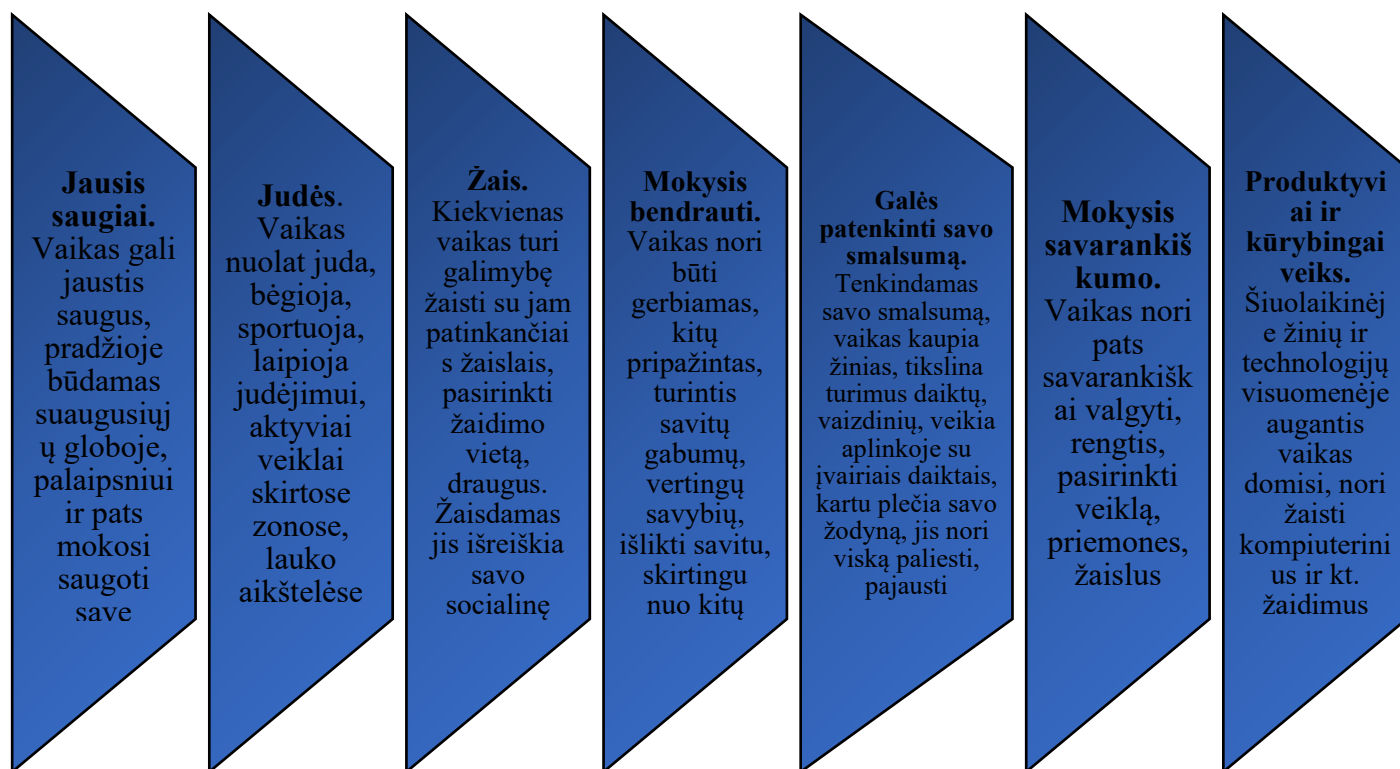 Jausis
saugiai.
Vaikas gali
jaustis
saugus,
pradžioje
būdamas
suaugusiųj
ų globoje,
palaipsniui
ir pats
mokosi
saugoti
save
Judės.
Vaikas
nuolat juda,
bėgioja,
sportuoja,
laipioja
judėjimui,
aktyviai
veiklai
skirtose
zonose,
lauko
aikštelėse
Žais.
Kiekvienas
vaikas turi
galimybę
žaisti su jam
patinkančiai
s žaislais,
pasirinkti
žaidimo
vietą,
draugus.
Žaisdamas
jis išreiškia
savo
socialinę
Mokysis
bendrauti.
Vaikas nori
būti
gerbiamas,
kitų
pripažintas,
turintis
savitų
gabumų,
vertingų
savybių,
išlikti savitu,
skirtingu
nuo kitų
Galės
patenkinti savo
smalsumą.
Tenkindamas
savo smalsumą,
vaikas kaupia
žinias, tikslina
turimus daiktų,
vaizdinių, veikia
aplinkoje su
įvairiais daiktais,
kartu plečia savo
žodyną, jis nori
viską paliesti,
pajausti
Mokysis
savarankiš
kumo.
Vaikas nori
pats
savarankišk
ai valgyti,
rengtis,
pasirinkti
veiklą,
priemones,
žaislus
Produktyvi
ai ir
kūrybingai
veiks.
Šiuolaikinėj
e žinių ir
technologijų
visuomenėje
augantis
vaikas
domisi, nori
žaisti
kompiuterini
us ir kt.
žaidimus